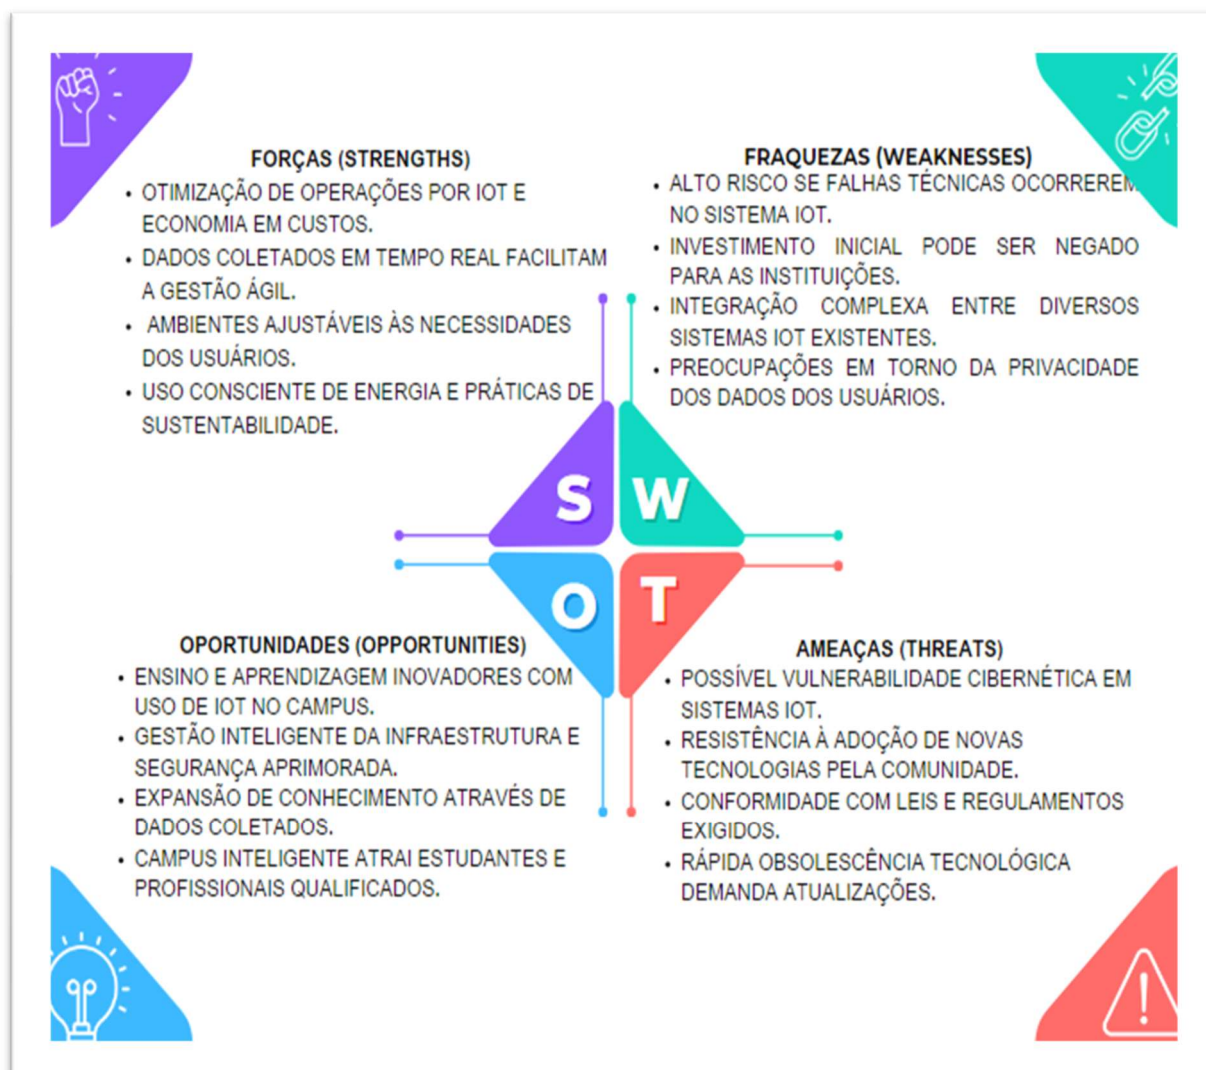 FORÇAS (STRENGTHS)
• OTIMIZAÇÃO DE OPERAÇÕES POR IOT E
ECONOMIA EM CUSTOS.
• DADOS COLETADOS EM TEMPO REAL FACILITAM
A GESTÃO ÁGIL.
• AMBIENTES AJUSTÁVEIS ÀS NECESSIDADES
DOS USUÁRIOS.
• USO CONSCIENTE DE ENERGIA E PRÁTICAS DE
SUSTENTABILIDADE.
FRAQUEZAS (WEAKNESSES)
• ALTO RISCO SE FALHAS TÉCNICAS OCORREREM
NO SISTEMA IOT.
• INVESTIMENTO INICIAL PODE SER NEGADO
PARA AS INSTITUIÇÕES.
• INTEGRAÇÃO COMPLEXA ENTRE DIVERSOS
SISTEMAS IOT EXISTENTES.
• PREOCUPAÇÕES EM TORNO DA PRIVACIDADE
DOS DADOS DOS USUÁRIOS.
S W
O T
OPORTUNIDADES (OPPORTUNITIES)
• ENSINO E APRENDIZAGEM INOVADORES COM
USO DE IOT NO CAMPUS.
• GESTÃO INTELIGENTE DA INFRAESTRUTURA E
SEGURANÇA APRIMORADA.
• EXPANSÃO DE CONHECIMENTO ATRAVÉS DE
DADOS COLETADOS.
• CAMPUS INTELIGENTE ATRAI ESTUDANTES E
PROFISSIONAIS QUALIFICADOS.
AMEAÇAS (THREATS)
• POSSÍVEL VULNERABILIDADE CIBERNÉTICA EM
SISTEMAS IOT.
• RESISTÊNCIA À ADOÇÃO DE NOVAS
TECNOLOGIAS PELA COMUNIDADE.
• CONFORMIDADE COM LEIS E REGULAMENTOS
EXIGIDOS.
• RÁPIDA OBSOLESCÊNCIA TECNOLÓGICA
DEMANDA ATUALIZAÇÕES.